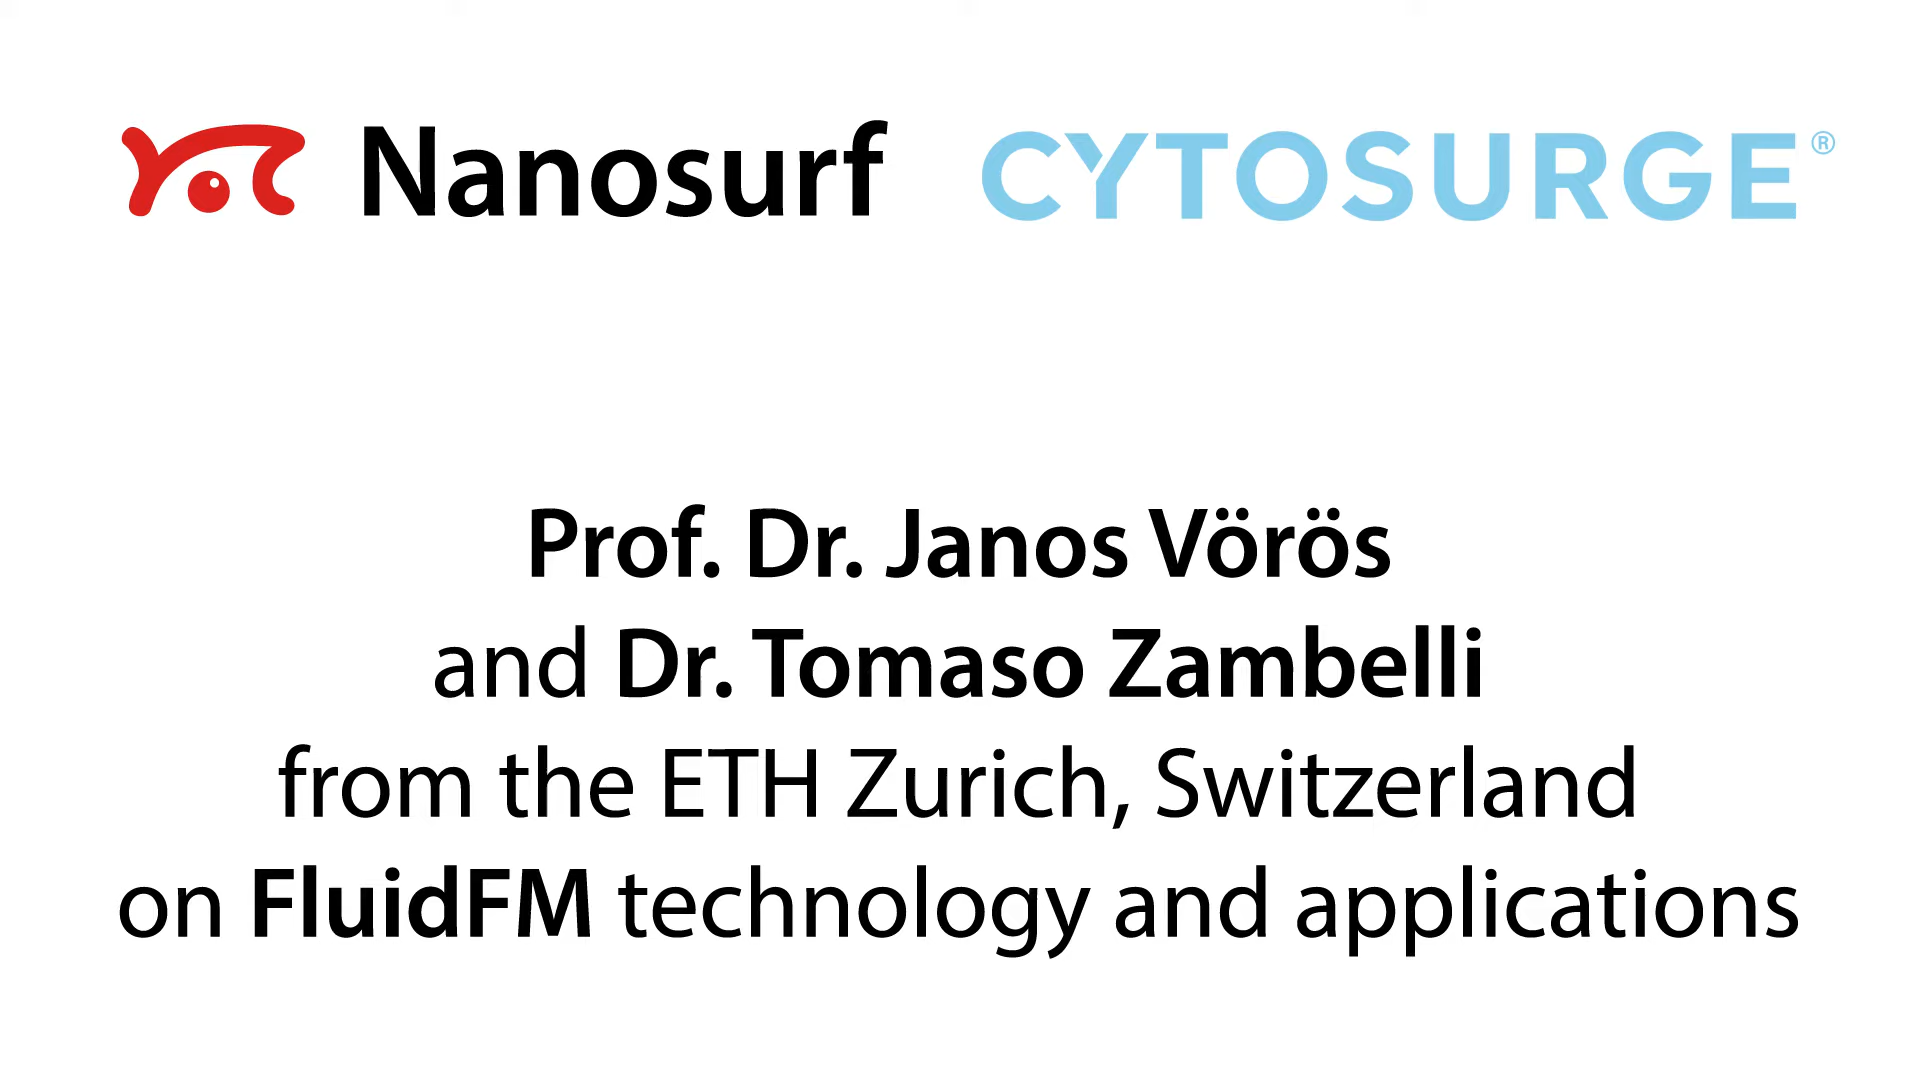 Nanosurf CYTOSURGE®
Prof. Dr. Janos Vörös
and Dr. Tomaso Zambelli
from the ETH Zurich, Switzerland
on FluidFM technology and applications